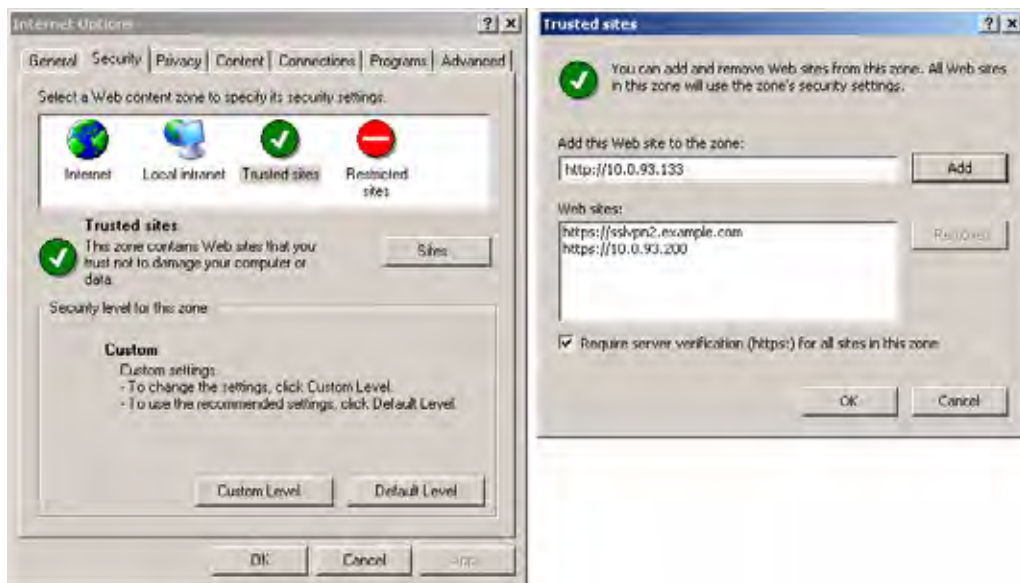 Internet Options
General Security Privacy Content Connections Programs Advanced
Select a Web content zone to specify its security settings.
Internet Local intranet Trusted sites Restricted
sites
Trusted sites
This zone contains Web sites that you
trust not to damage your computer or
data.
Sites
Security level for this zone
Custom
Custom settings
- To change the settings, click Custom Level.
- To use the recommended settings, click Default Level.
Custom Level Default Level
OK Cancel
Trusted sites
You can add and remove Web sites from this zone. All Web sites
in this zone will use the zone's security settings.
Add this Web site to the zone:
http://10.0.93.133 Add
Web sites:
https://sslvpn2.example.com Remove
https://10.0.93.200
Require server verification (https:) for all sites in this zone
OK Cancel